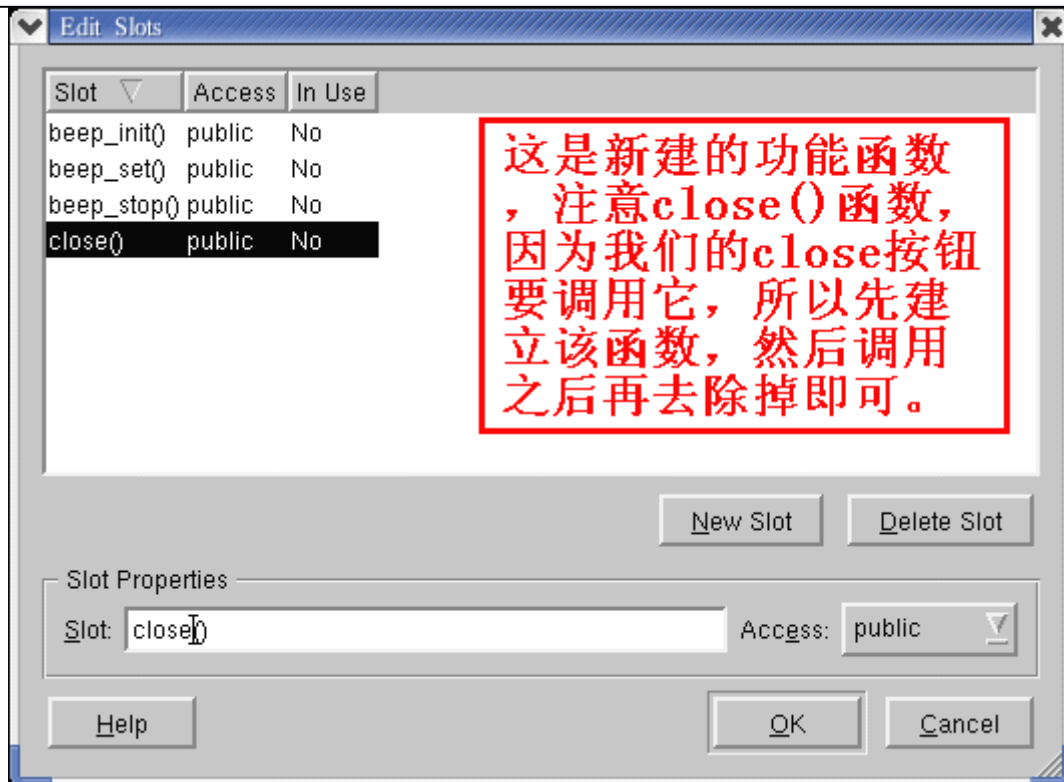 Edit Slots
Slot Access In Use
beep_init() public No
beep_set() public No
beep_stop() public No
close() public No
这是新建的功能函数
，注意close()函数，
因为我们的close按钮
要调用它，所以先建
立该函数，然后调用
之后再去除掉即可。
New Slot Delete Slot
Slot Properties
Slot: close() Access: public
Help OK Cancel